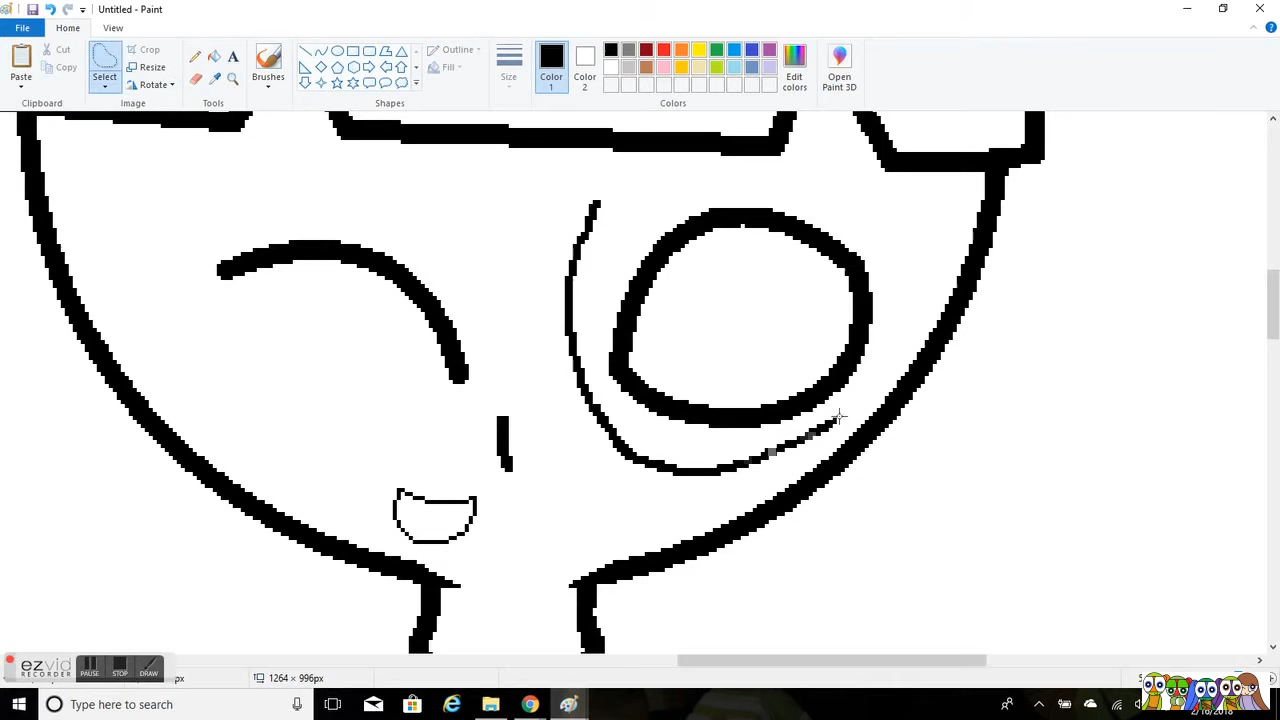 Untitled - Paint
File
Home
View
Paste
Cut
Copy
Clipboard
Select
Crop
Resize
Rotate
Image
A
Tools
Brushes
Outline
Fill
Shapes
Size
Color 1
Color 2
Colors
Edit colors
Open Paint 3D
ezvid
RECORDER
PAUSE
STOP
DRAW
px
1264 × 996px
Type here to search